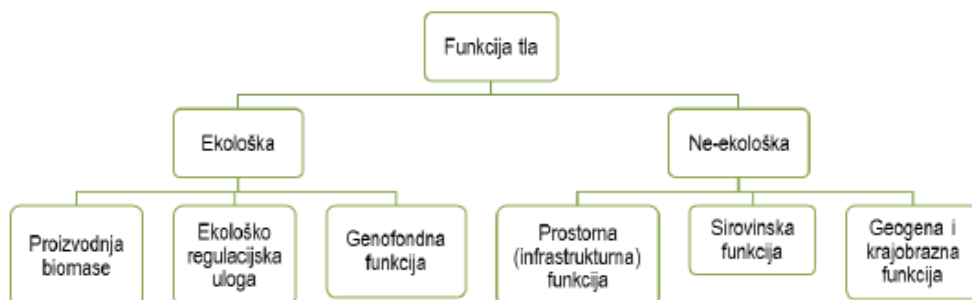 Funkcija tla
Ekološka
Ne-ekološka
Proizvodnja
biomase
Ekološko
regulacijska
uloga
Genofondna
funkcija
Prostorna
(infrastrukturna)
funkcija
Sirovinska
funkcija
Geogena i
krajobrazna
funkcija